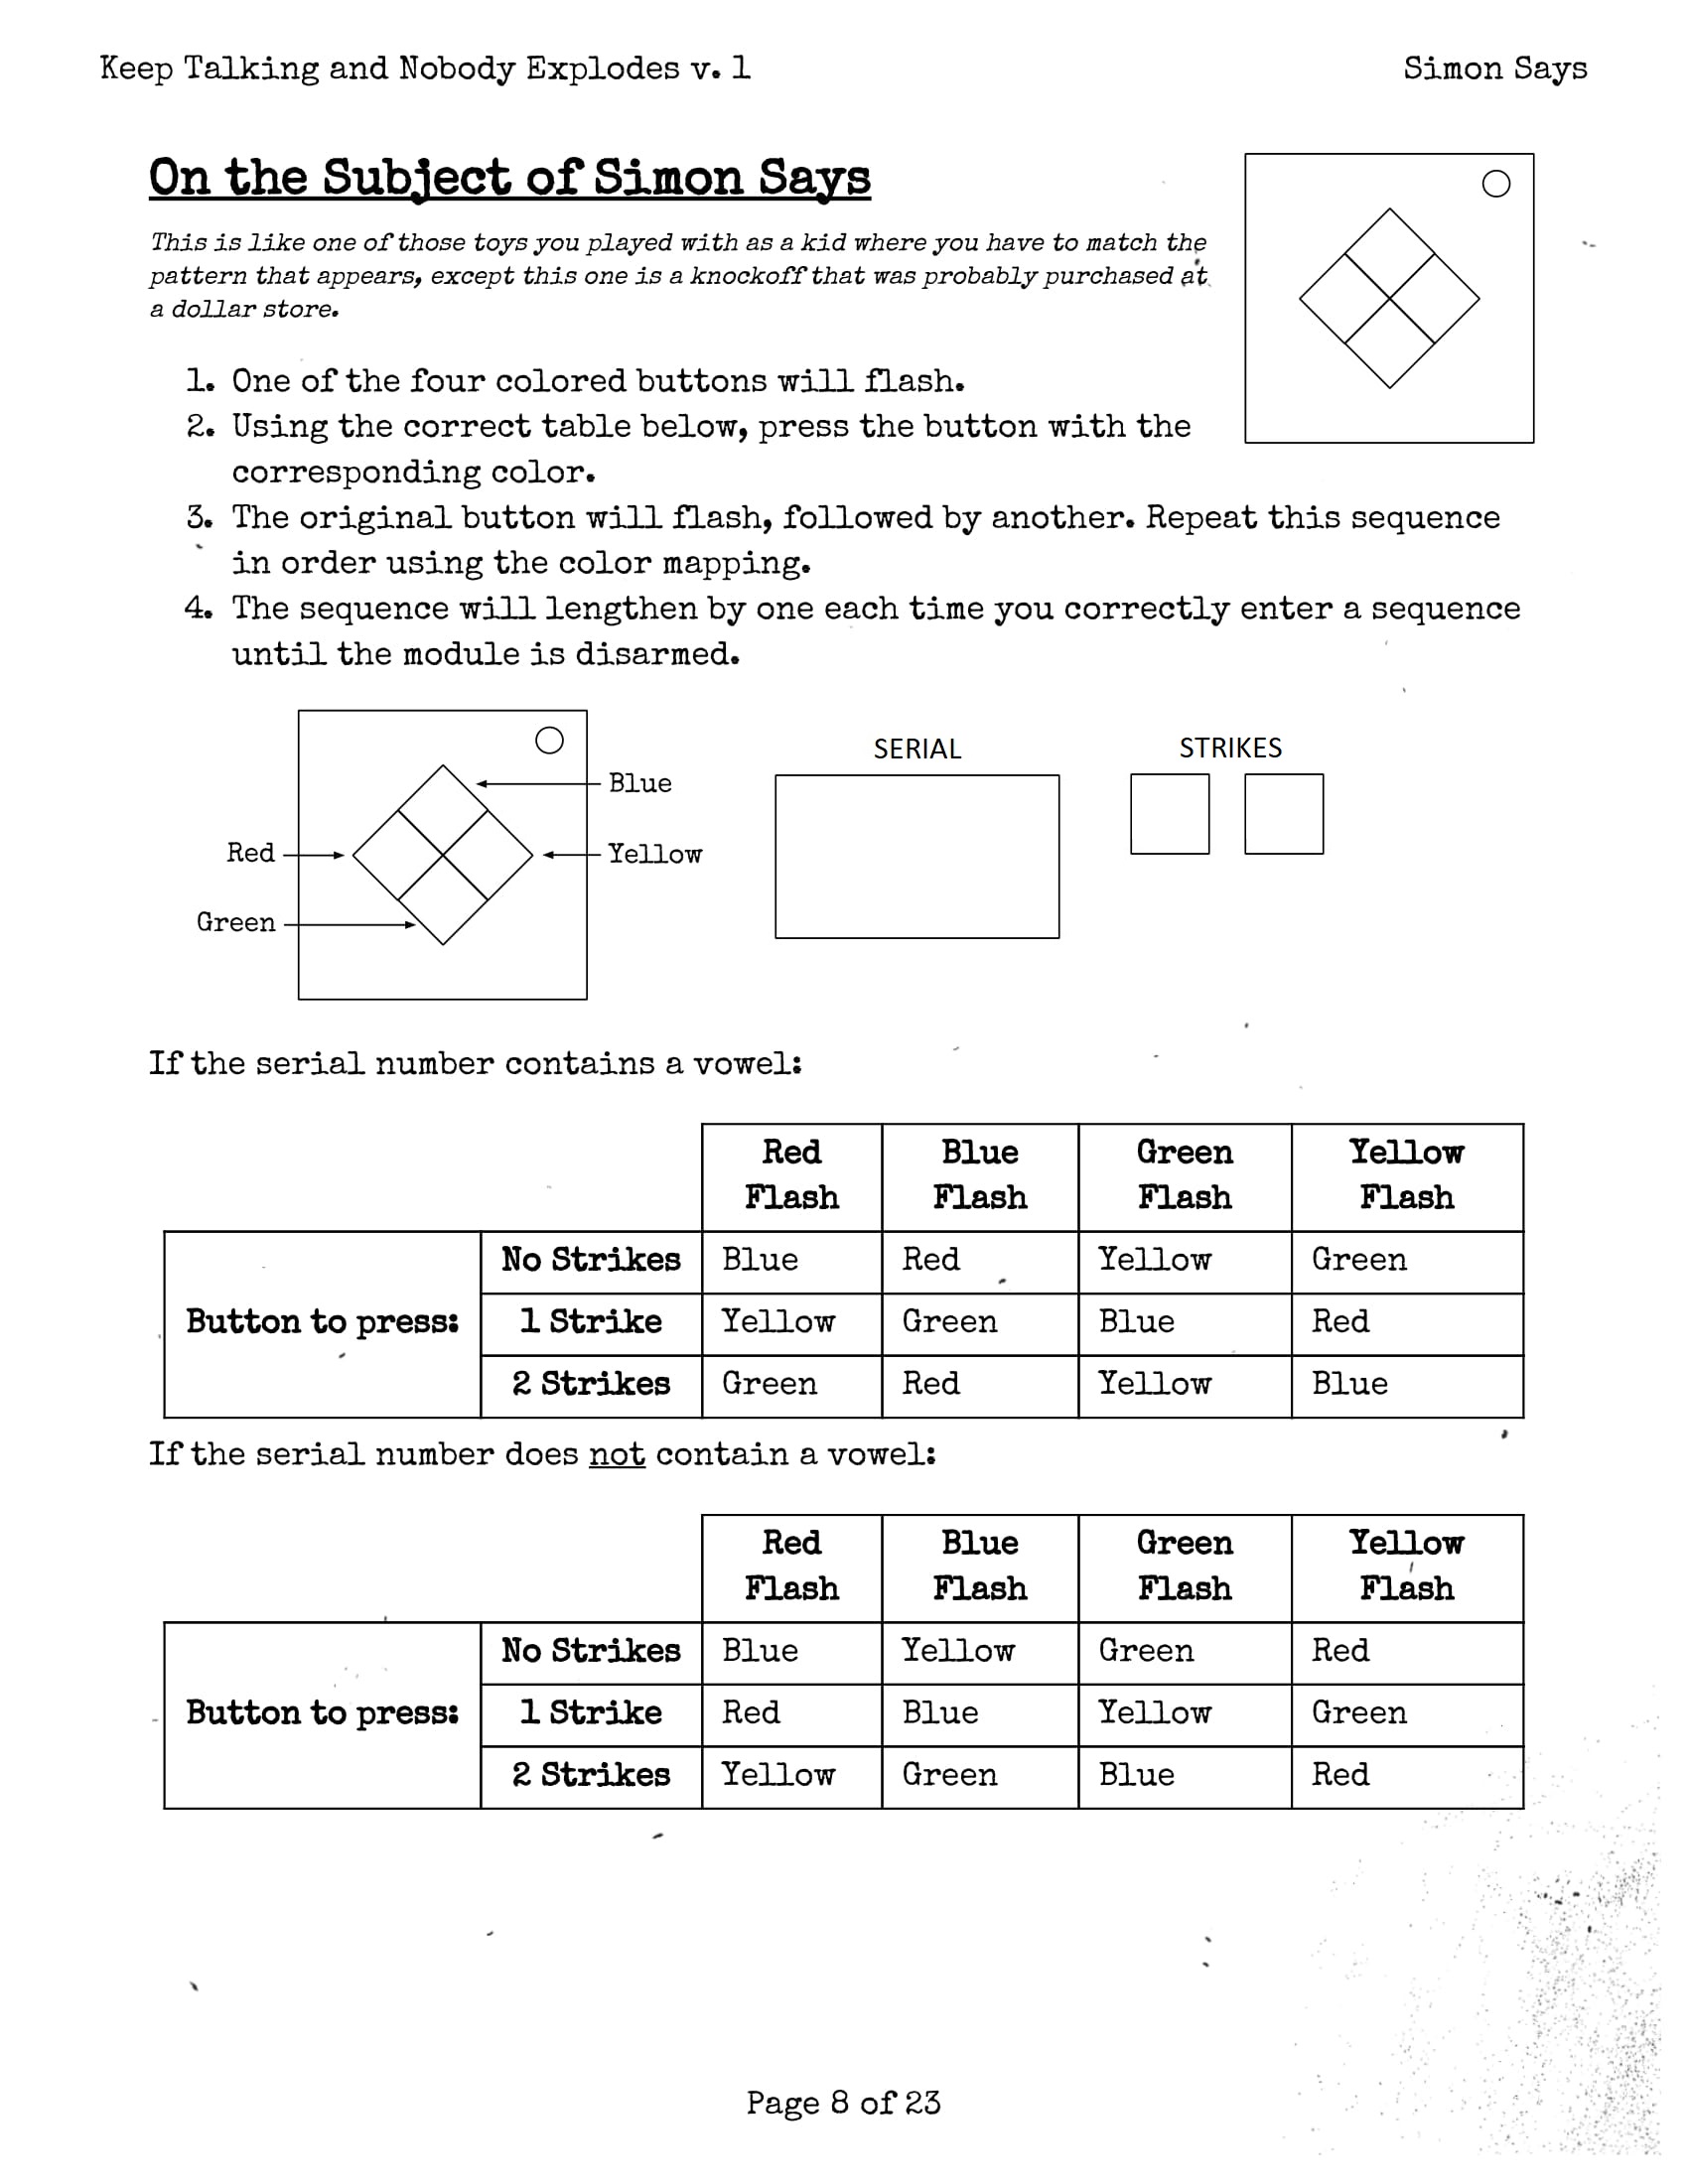 Keep Talking and Nobody Explodes v. 1 Simon Says
On the Subject of Simon Says
This is like one of those toys you played with as a kid where you have to match the
pattern that appears, except this one is a knockoff that was probably purchased at
a dollar store.
1. One of the four colored buttons will flash.
2. Using the correct table below, press the button with the
corresponding color.
3. The original button will flash, followed by another. Repeat this sequence
in order using the color mapping.
4. The sequence will lengthen by one each time you correctly enter a sequence
until the module is disarmed.
SERIAL STRIKES
Blue
Red Yellow
Green
If the serial number contains a vowel:
Red Blue Green Yellow
Flash Flash Flash Flash
No Strikes Blue Red Yellow Green
Button to press: 1 Strike Yellow Green Blue Red
2 Strikes Green Red Yellow Blue
If the serial number does not contain a vowel:
Red Blue Green Yellow
Flash Flash Flash Flash
No Strikes Blue Yellow Green Red
Button to press: 1 Strike Red Blue Yellow Green
2 Strikes Yellow Green Blue Red
Page 8 of 23